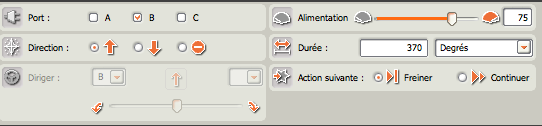 Port : A B C
Alimentation 75
Direction :
Durée : 370 Degrés
Diriger : B
Action suivante : Freiner Continuer